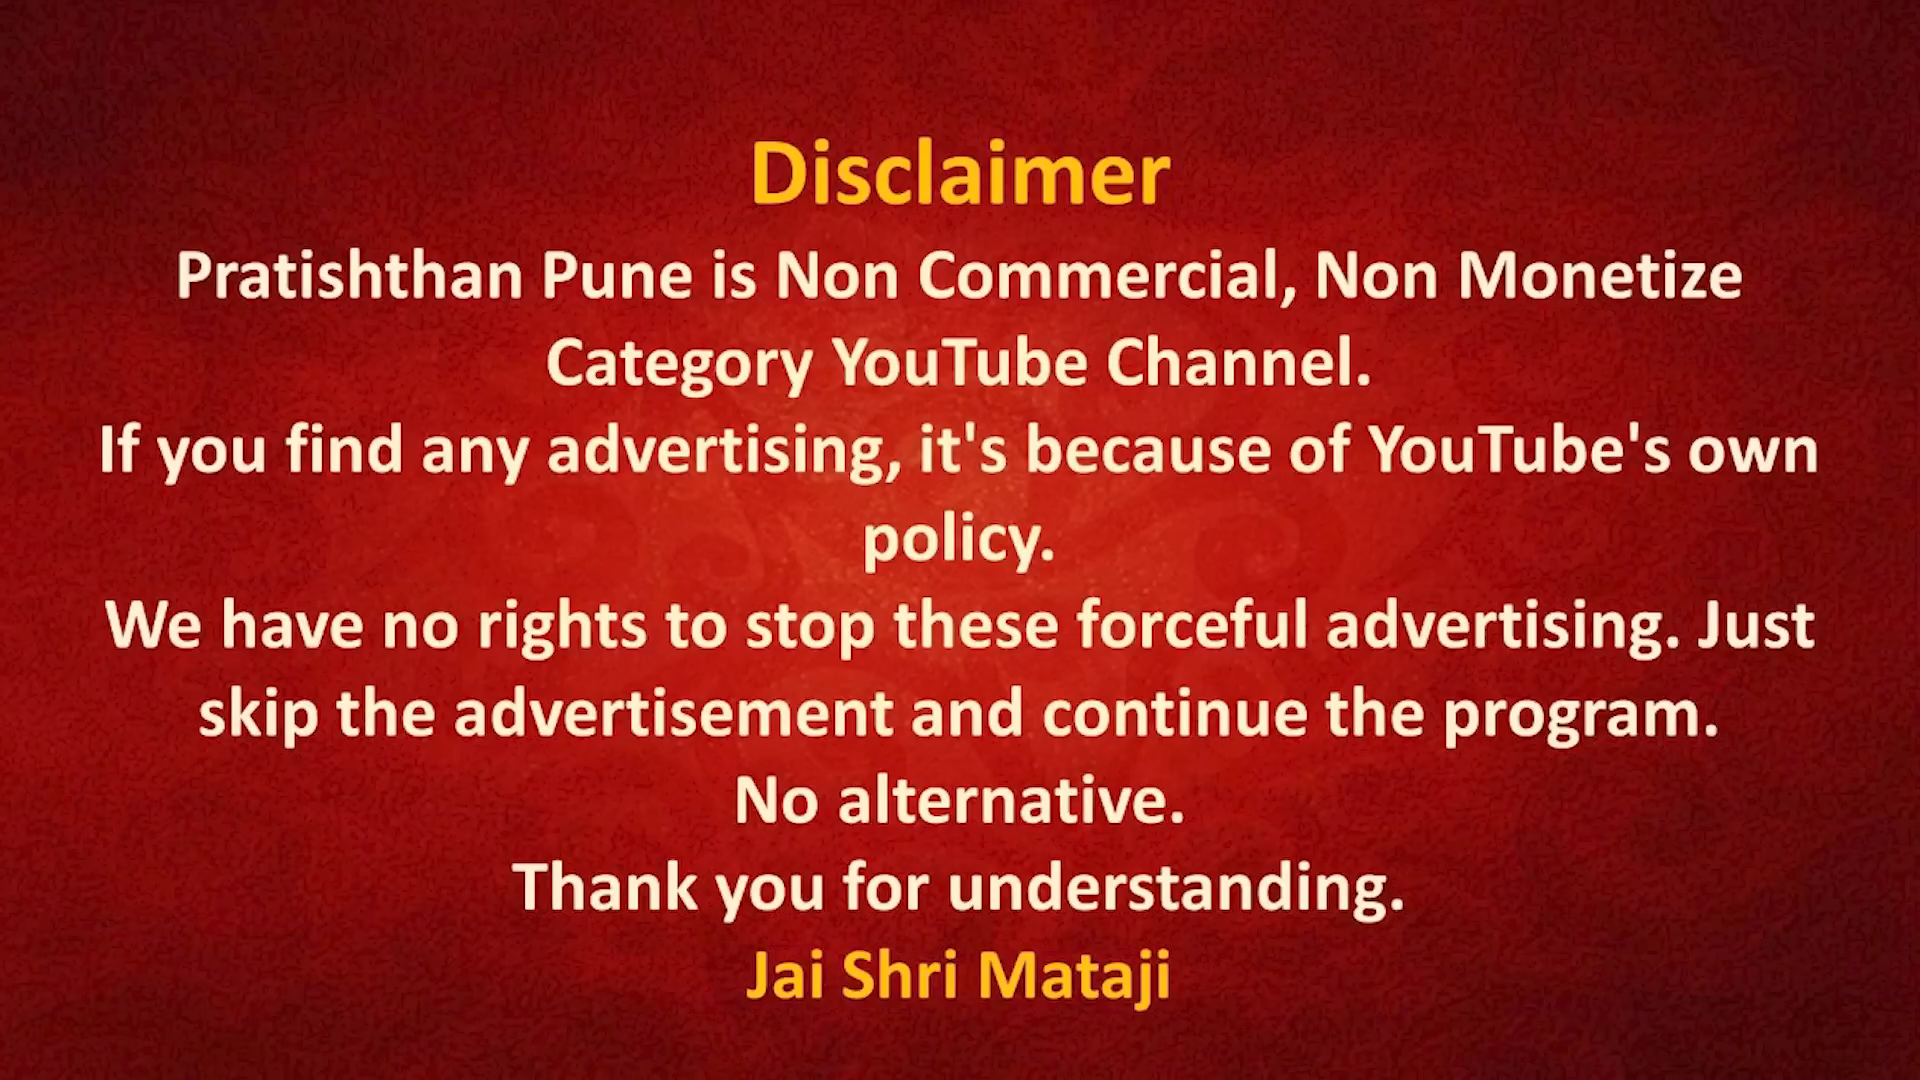 Disclaimer
Pratishthan Pune is Non Commercial, Non Monetize
Category YouTube Channel.
If you find any advertising, it's because of YouTube's own
policy.
We have no rights to stop these forceful advertising. Just
skip the advertisement and continue the program.
No alternative.
Thank you for understanding.
Jai Shri Mataji